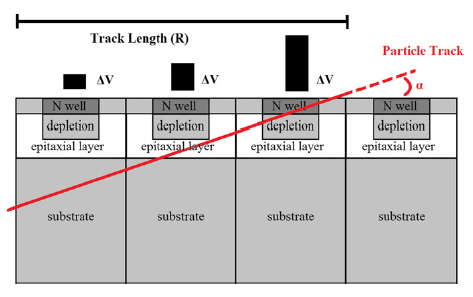 Track Length (R)
Particle Track
ΔV
ΔV
ΔV
α
N well
N well
N well
N well
depletion
depletion
depletion
depletion
epitaxial layer
epitaxial layer
epitaxial layer
epitaxial layer
substrate
substrate
substrate
substrate